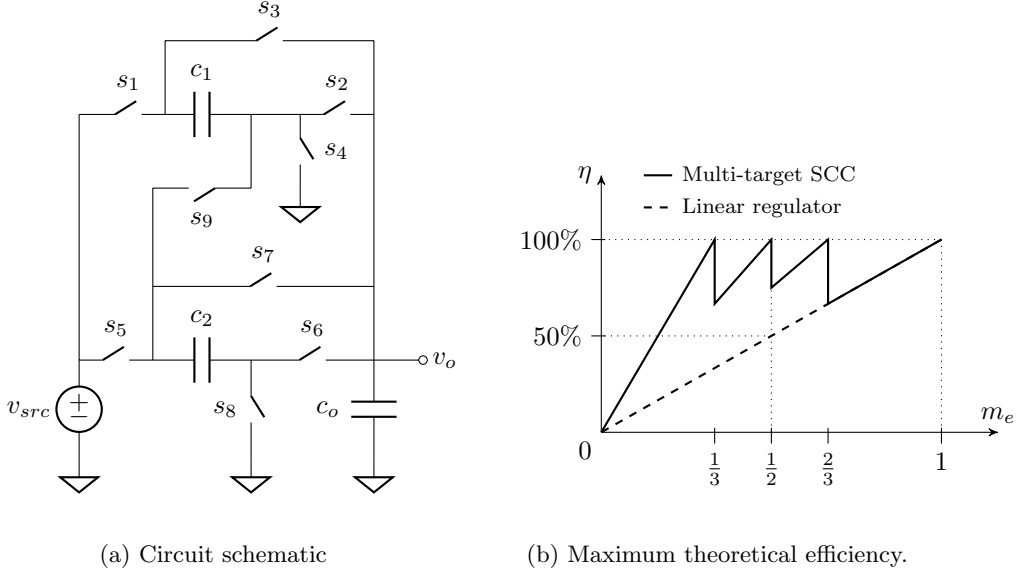 s3
s1
c1
s2
s4
s9
s7
s5
c2
s6
vo
vsrc
s8
co
(a) Circuit schematic
η
Multi-target SCC
Linear regulator
100%
50%
me
0
1/3
1/2
2/3
1
(b) Maximum theoretical efficiency.